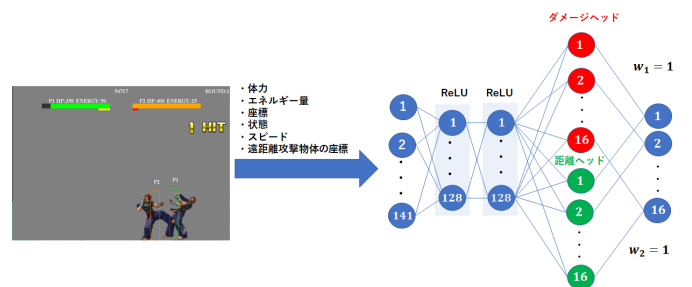 54717
ROUND:1
P1 HP:350 ENERGY:50
P2 HP:400 ENERGY:25
1 HIT
P2
P1
・体力
・エネルギー量
・座標
・状態
・スピード
・遠距離攻撃物体の座標
1
2
141
ReLU
1
128
ReLU
1
128
ダメージヘッド
1
2
16
距離ヘッド
1
2
16
w₁ = 1
1
2
16
w₂ = 1